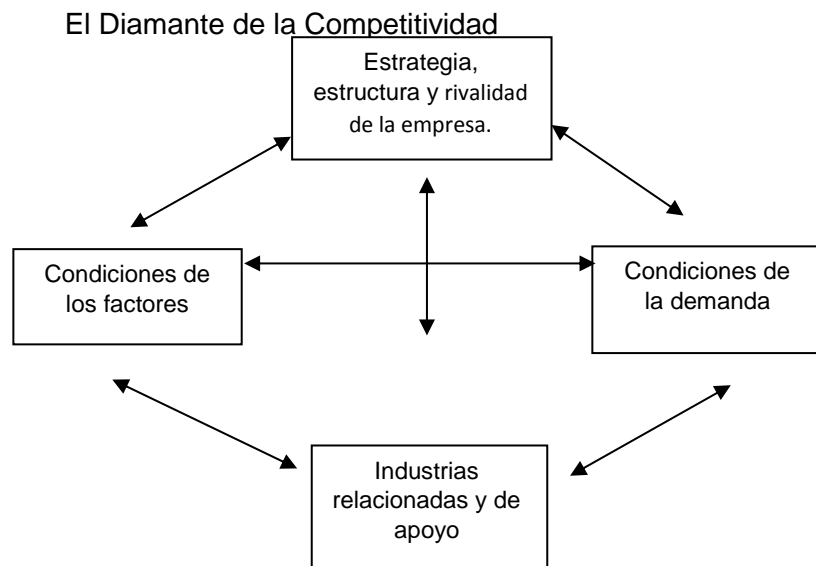 El Diamante de la Competitividad
Estrategia,
estructura y rivalidad
de la empresa.
Condiciones de
los factores
Condiciones de
la demanda
Industrias
relacionadas y de
apoyo